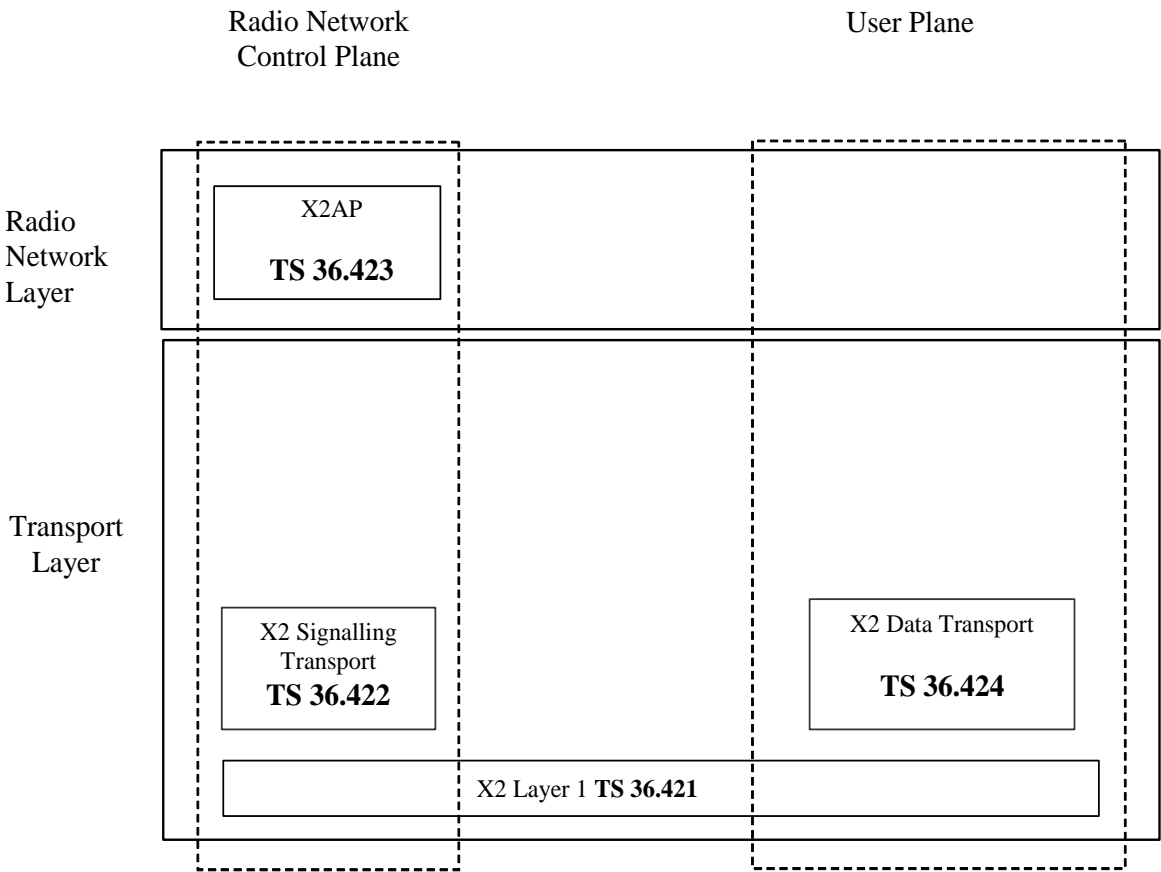 Radio Network
Control Plane
User Plane
Radio
Network
Layer
X2AP
TS 36.423
Transport
Layer
X2 Signalling
Transport
TS 36.422
X2 Data Transport
TS 36.424
X2 Layer 1 TS 36.421